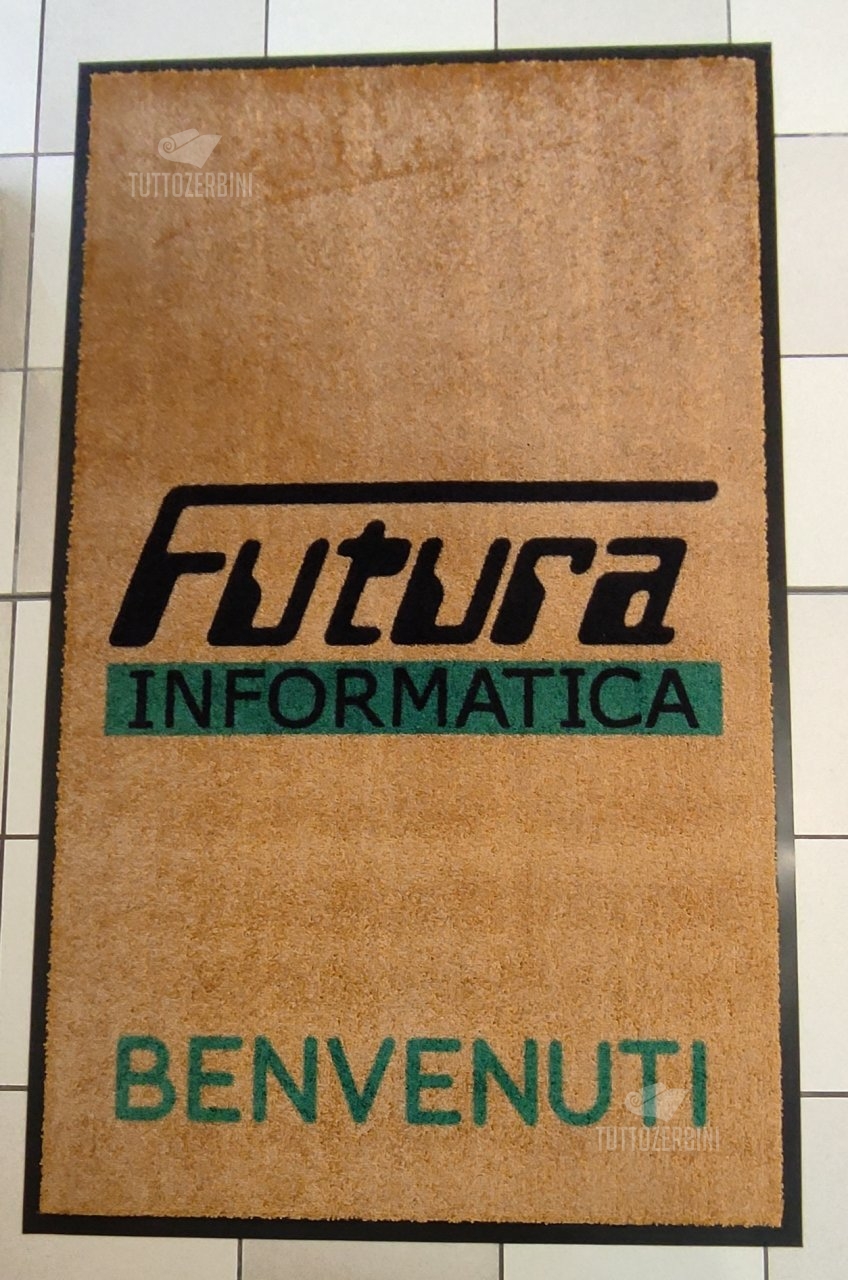 TUTTOZERBINI
Futura
INFORMATICA
BENVENUTI
TUTTOZERBINI